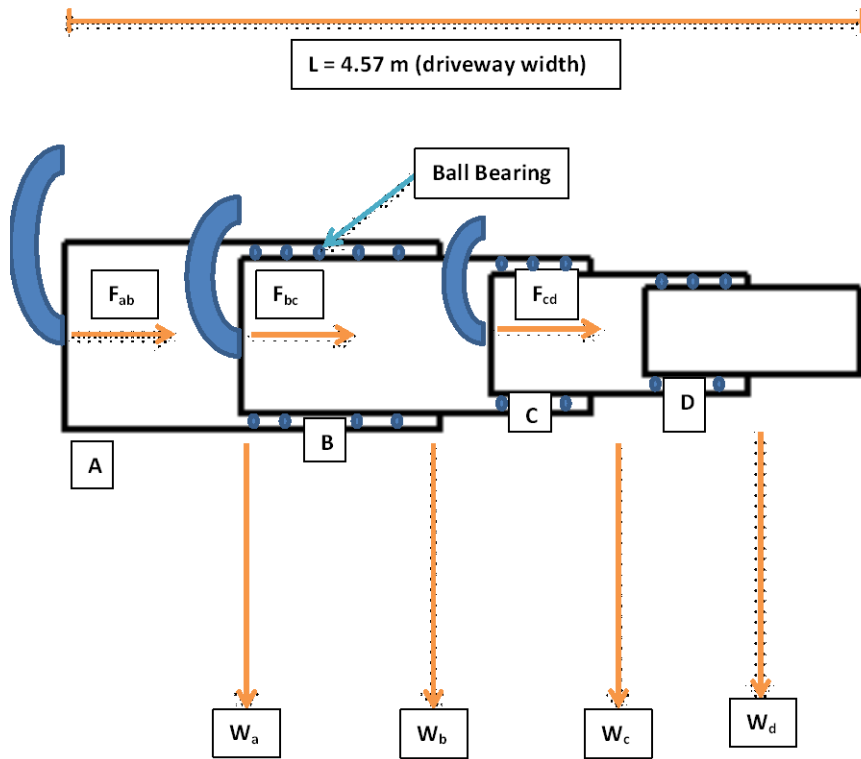 L = 4.57 m (driveway width)
Ball Bearing
Fab
Fbc
Fcd
A
B
C
D
Wa
Wb
Wc
Wd